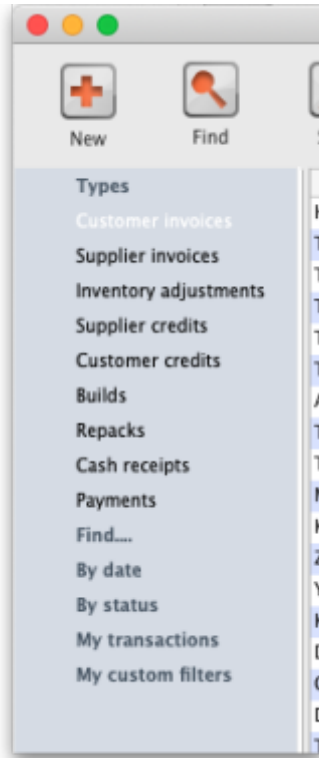 New
Find
Types
Customer invoices
Supplier invoices
Inventory adjustments
Supplier credits
Customer credits
Builds
Repacks
Cash receipts
Payments
Find....
By date
By status
My transactions
My custom filters